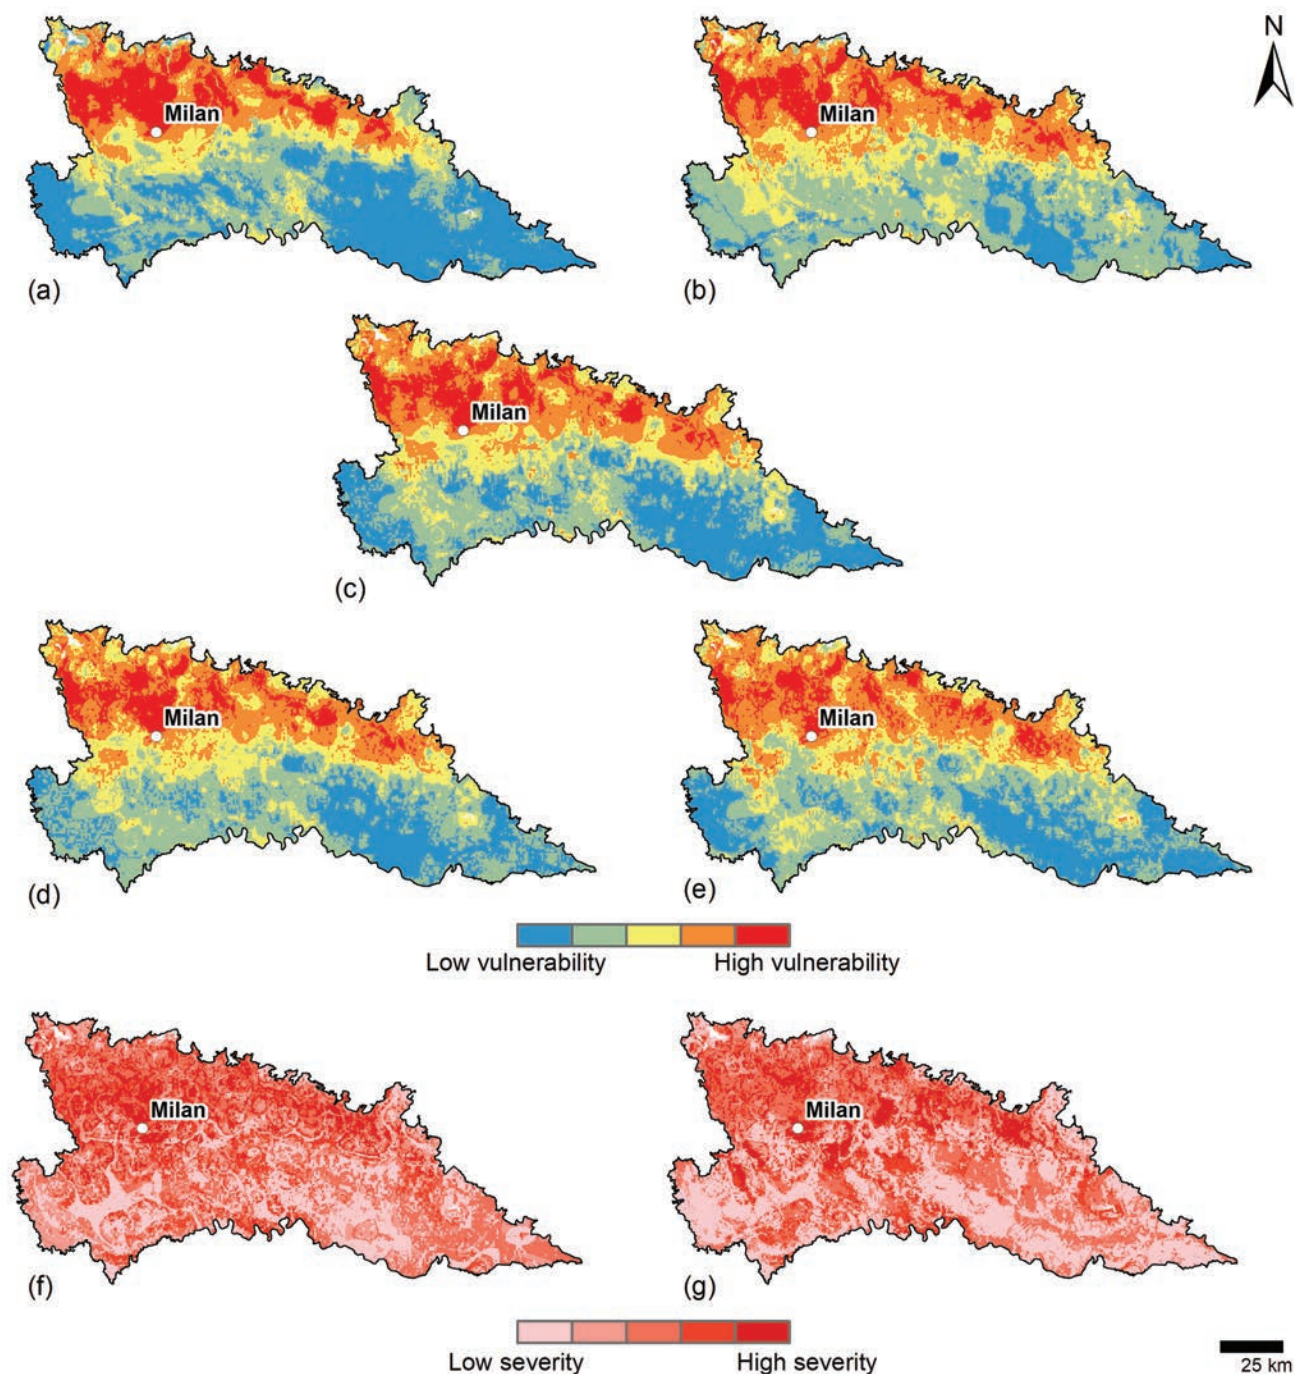 N
Milan
Milan
(a)
(b)
Milan
(c)
Milan
Milan
(d)
(e)
Low vulnerability
High vulnerability
Milan
Milan
(f)
(g)
Low severity
High severity
25 km